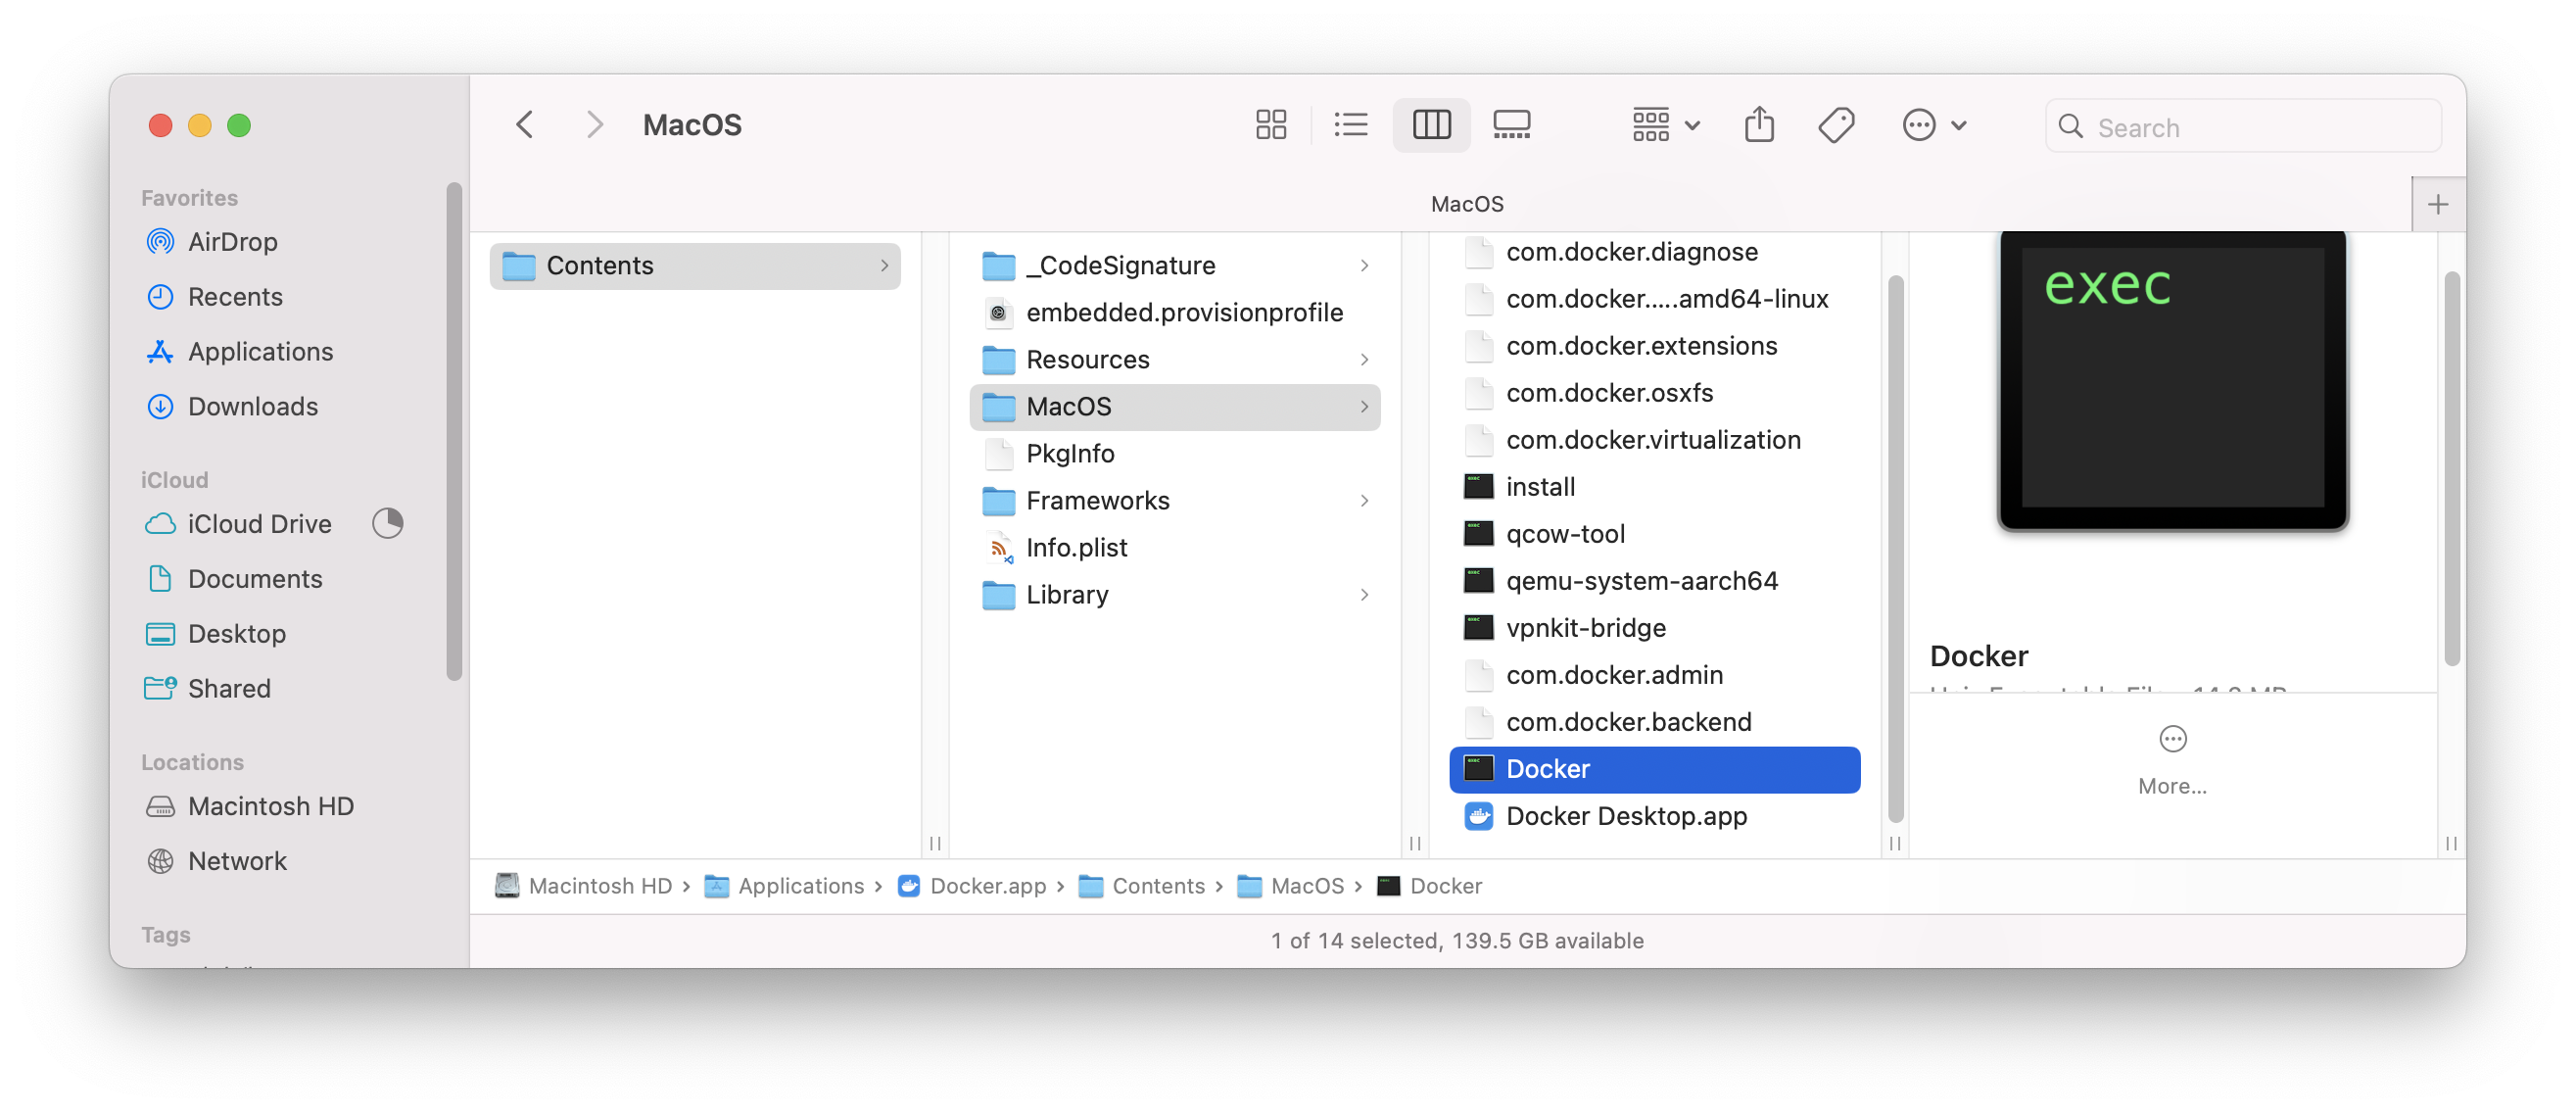 MacOS
Search
MacOS
Favorites
AirDrop
Recents
Applications
Downloads
iCloud
iCloud Drive
Documents
Desktop
Shared
Locations
Macintosh HD
Network
Tags
Contents
_CodeSignature
embedded.provisionprofile
Resources
MacOS
PkgInfo
Frameworks
Info.plist
Library
com.docker.diagnose
com.docker.....amd64-linux
com.docker.extensions
com.docker.osxfs
com.docker.virtualization
install
qcow-tool
qemu-system-aarch64
vpnkit-bridge
com.docker.admin
com.docker.backend
Docker
Docker Desktop.app
exec
Docker
More...
Macintosh HD › Applications › Docker.app › Contents › MacOS › Docker
1 of 14 selected, 139.5 GB available